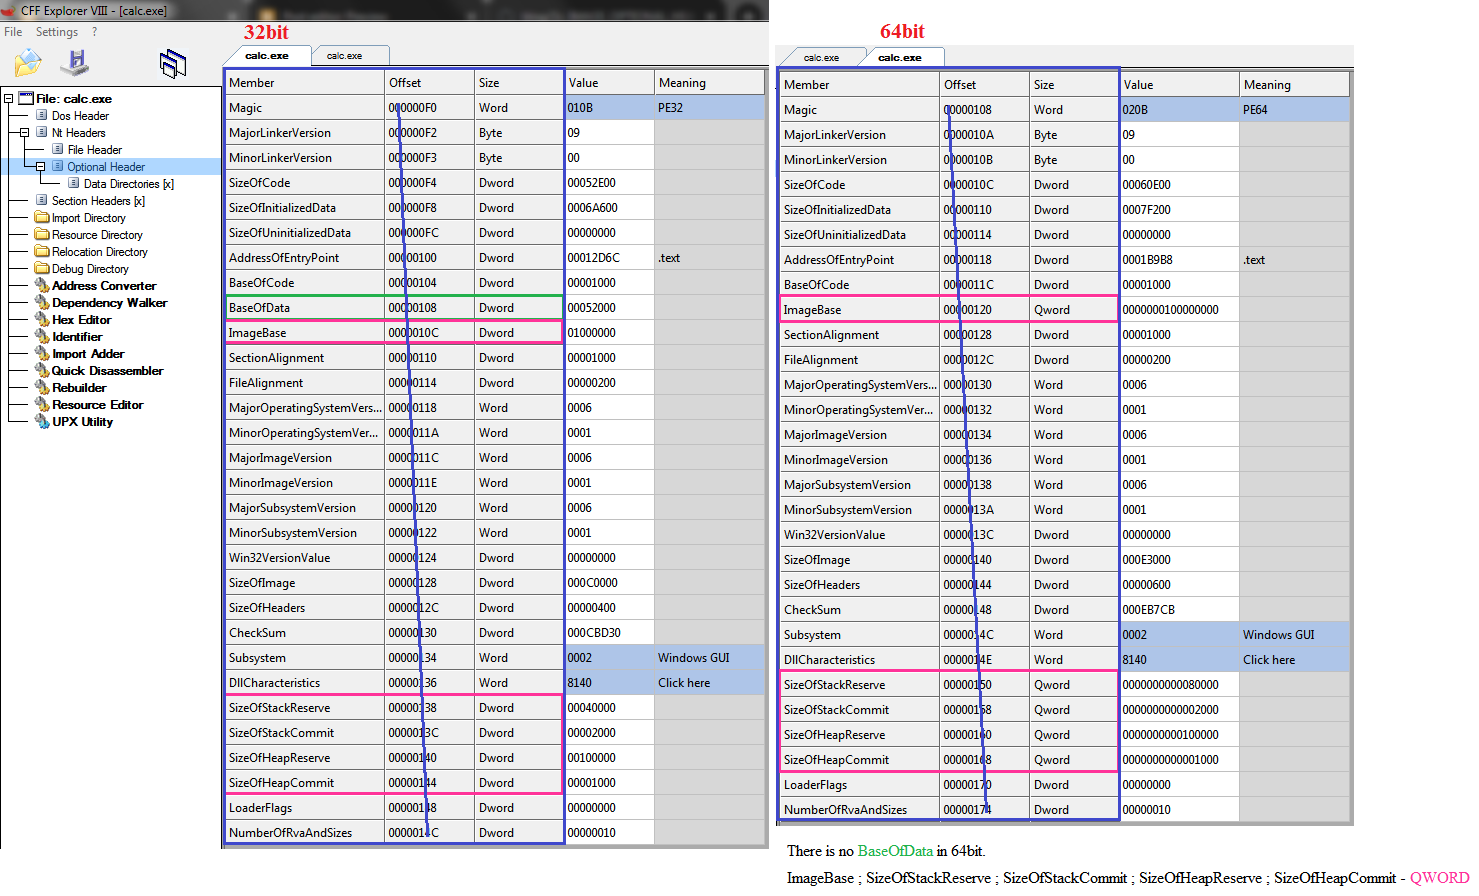 CFF Explorer VIII - [calc.exe]
File Settings ?
32bit
64bit
File: calc.exe
Dos Header
Nt Headers
File Header
Optional Header
Data Directories [x]
Section Headers [x]
Import Directory
Resource Directory
Relocation Directory
Debug Directory
Address Converter
Dependency Walker
Hex Editor
Identifier
Import Adder
Quick Disassembler
Rebuilder
Resource Editor
UPX Utility
calc.exe calc.exe
Member Offset Size Value Meaning
Magic 000000F0 Word 010B PE32
MajorLinkerVersion 000000F2 Byte 09
MinorLinkerVersion 000000F3 Byte 00
SizeOfCode 000000F4 Dword 00052E00
SizeOfInitializedData 000000F8 Dword 0006A600
SizeOfUninitializedData 000000FC Dword 00000000
AddressOfEntryPoint 00000100 Dword 00012D6C .text
BaseOfCode 00000104 Dword 00001000
BaseOfData 00000108 Dword 00052000
ImageBase 0000010C Dword 01000000
SectionAlignment 00000110 Dword 00001000
FileAlignment 00000114 Dword 00000200
MajorOperatingSystemVers... 00000118 Word 0006
MinorOperatingSystemVer... 0000011A Word 0001
MajorImageVersion 0000011C Word 0006
MinorImageVersion 0000011E Word 0001
MajorSubsystemVersion 00000120 Word 0006
MinorSubsystemVersion 00000122 Word 0001
Win32VersionValue 00000124 Dword 00000000
SizeOfImage 00000128 Dword 000C0000
SizeOfHeaders 0000012C Dword 00000400
CheckSum 00000130 Dword 000CBD30
Subsystem 00000134 Word 0002 Windows GUI
DllCharacteristics 00000136 Word 8140 Click here
SizeOfStackReserve 00000138 Dword 00040000
SizeOfStackCommit 0000013C Dword 00002000
SizeOfHeapReserve 00000140 Dword 00100000
SizeOfHeapCommit 00000144 Dword 00001000
LoaderFlags 00000148 Dword 00000000
NumberOfRvaAndSizes 0000014C Dword 00000010
calc.exe calc.exe
Member Offset Size Value Meaning
Magic 00000108 Word 020B PE64
MajorLinkerVersion 0000010A Byte 09
MinorLinkerVersion 0000010B Byte 00
SizeOfCode 0000010C Dword 00060E00
SizeOfInitializedData 00000110 Dword 0007F200
SizeOfUninitializedData 00000114 Dword 00000000
AddressOfEntryPoint 00000118 Dword 0001B9B8 .text
BaseOfCode 0000011C Dword 00001000
ImageBase 00000120 Qword 0000000100000000
SectionAlignment 00000128 Dword 00001000
FileAlignment 0000012C Dword 00000200
MajorOperatingSystemVers... 00000130 Word 0006
MinorOperatingSystemVer... 00000132 Word 0001
MajorImageVersion 00000134 Word 0006
MinorImageVersion 00000136 Word 0001
MajorSubsystemVersion 00000138 Word 0006
MinorSubsystemVersion 0000013A Word 0001
Win32VersionValue 0000013C Dword 00000000
SizeOfImage 00000140 Dword 000E3000
SizeOfHeaders 00000144 Dword 00000600
CheckSum 00000148 Dword 000EB7CB
Subsystem 0000014C Word 0002 Windows GUI
DllCharacteristics 0000014E Word 8140 Click here
SizeOfStackReserve 00000150 Qword 0000000000080000
SizeOfStackCommit 00000158 Qword 0000000000002000
SizeOfHeapReserve 00000160 Qword 0000000000100000
SizeOfHeapCommit 00000168 Qword 0000000000001000
LoaderFlags 00000170 Dword 00000000
NumberOfRvaAndSizes 00000174 Dword 00000010
There is no BaseOfData in 64bit.
ImageBase ; SizeOfStackReserve ; SizeOfStackCommit ; SizeOfHeapReserve ; SizeOfHeapCommit - QWORD